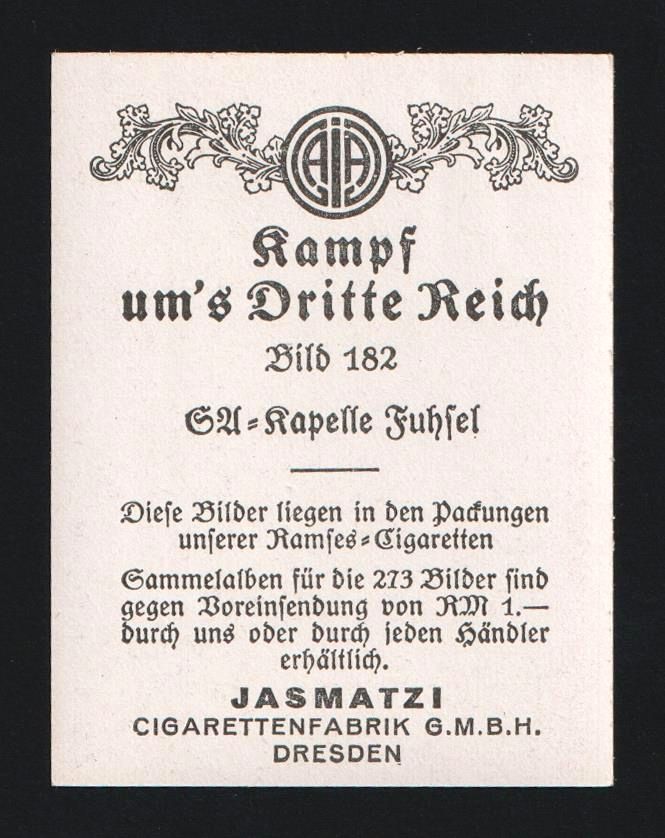 Kampf
um's Dritte Reich
Bild 182
SA-Kapelle Fuhsel
Diese Bilder liegen in den Packungen
unserer Ramses-Cigaretten
Sammelalben für die 273 Bilder sind
gegen Voreinsendung von RM 1.—
durch uns oder durch jeden Händler
erhältlich.
JASMATZI
CIGARETTENFABRIK G.M.B.H.
DRESDEN